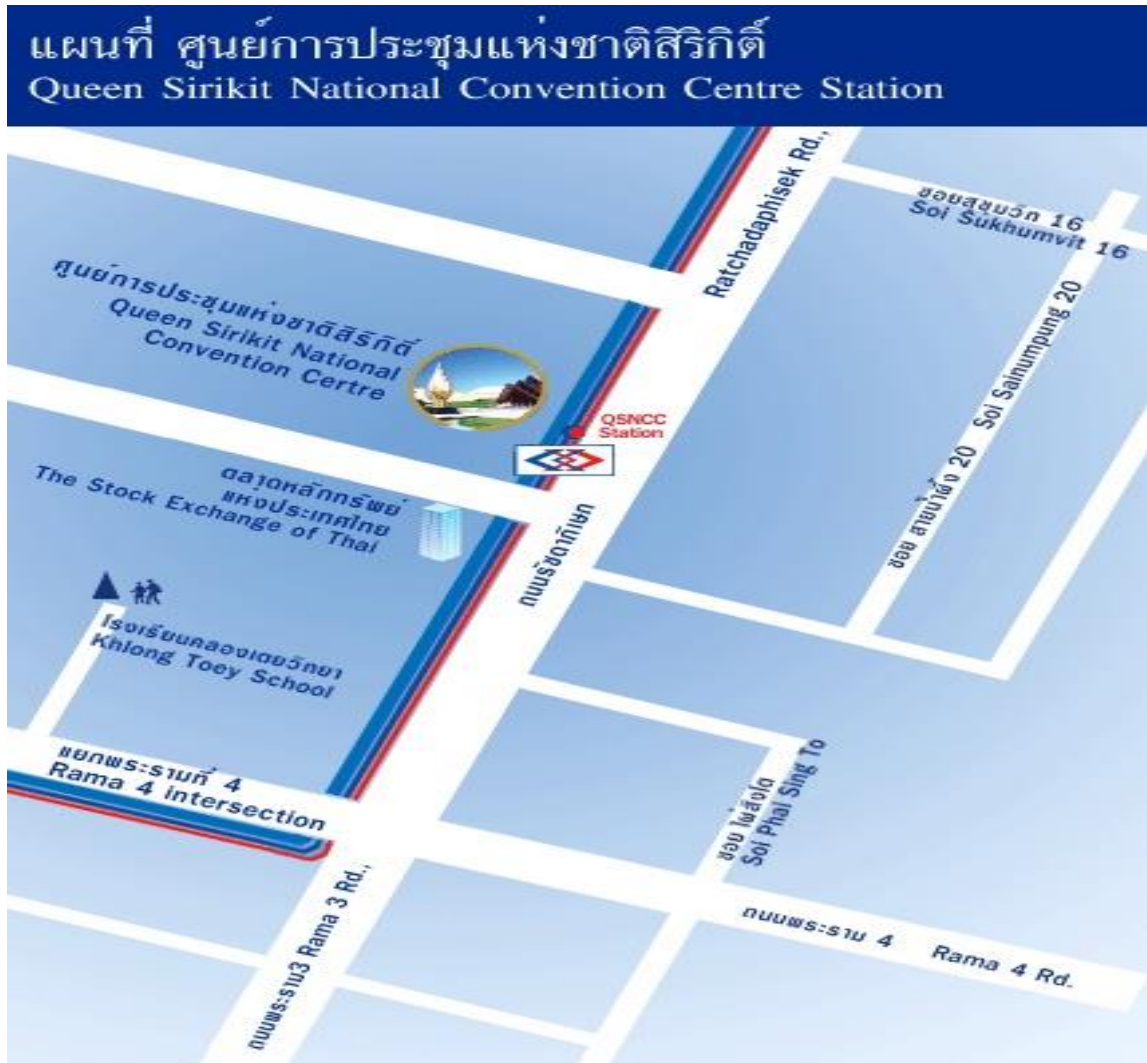 แผนที่ ศูนย์การประชุมแห่งชาติสิริกิติ์
Queen Sirikit National Convention Centre Station
Ratchadaphisek Rd.,
ซอยสุขุมวิท 16
Soi Sukhumvit 16
ศูนย์การประชุมแห่งชาติสิริกิติ์
Queen Sirikit National
Convention Certre
QSNCC
Station
ซอย สายน้ำผึ้ง 20 Soi Sainumpung 20
ตลาดหลักทรัพย์
แห่งประเทศไทย
The Stock Exchange of Thai
ถนนรัชดาภิเษก
โรงเรียนคลองเตยวิทยา
Khlong Toey School
แยกพระรามที่ 4
Rama 4 intersection
ซอย ไผ่สิงโต
Soi Phai Sing To
ถนนพระราม 4 Rama 4 Rd.
ถนนพระราม3 Rama 3 Rd.,